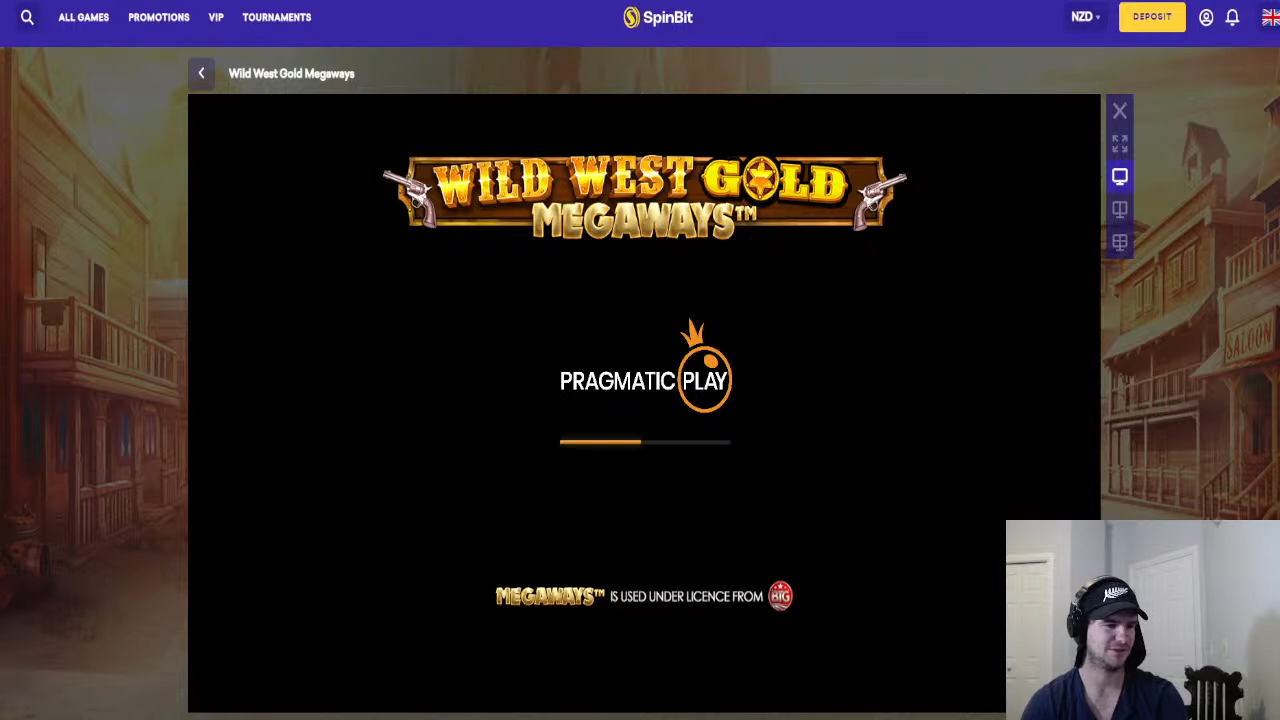 ALL GAMES PROMOTIONS VIP TOURNAMENTS SpinBit NZD DEPOSIT
Wild West Gold Megaways
WILD WEST GOLD
MEGAWAYS™
SALOON
PRAGMATIC PLAY
MEGAWAYS™ IS USED UNDER LICENCE FROM BIG